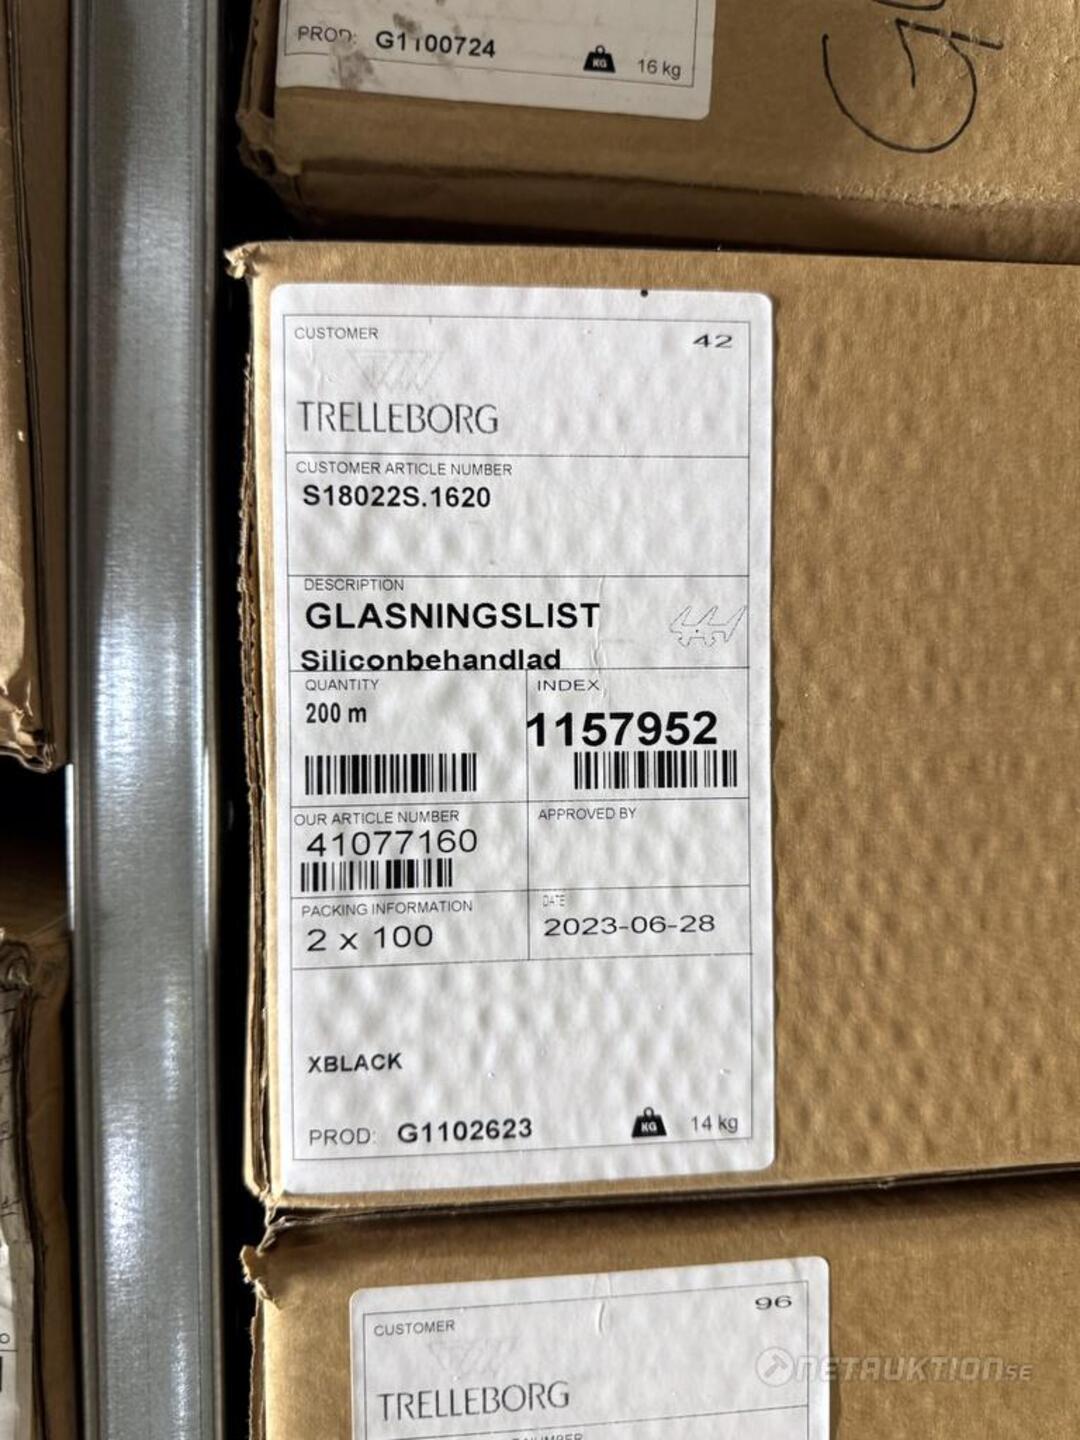 PROD: G1100724
16 kg
CUSTOMER
42
TRELLEBORG
CUSTOMER ARTICLE NUMBER
S18022S.1620
DESCRIPTION
GLASNINGSLIST
Siliconbehandlad
QUANTITY
200 m
INDEX
1157952
OUR ARTICLE NUMBER
41077160
APPROVED BY
PACKING INFORMATION
2 x 100
DATE
2023-06-28
XBLACK
PROD: G1102623
KG
14 kg
CUSTOMER
96
TRELLEBORG
NETAUKTION.SE